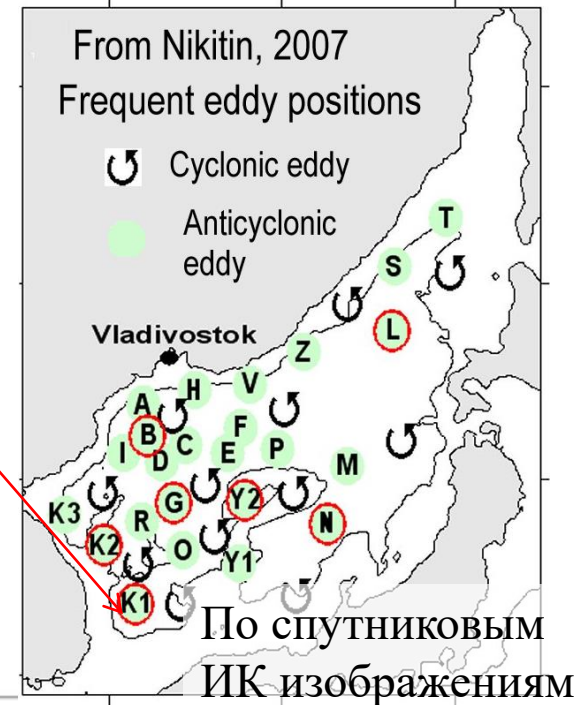 From Nikitin, 2007
Frequent eddy positions
Cyclonic eddy
Anticyclonic
eddy
T
S
L
Vladivostok
Z
V
H
A
B
F
C
I
D
E
P
M
K3
G
Y2
R
N
K2
O
Y1
K1
По спутниковым
ИК изображениям